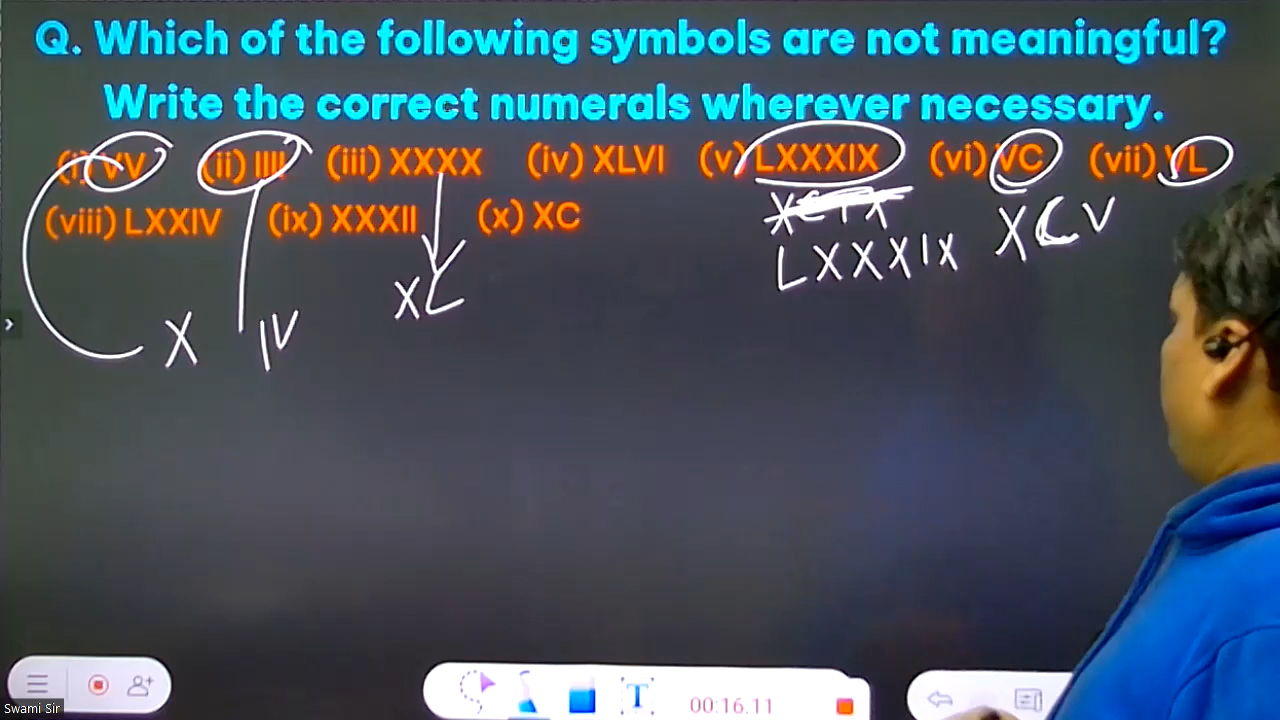 Q. Which of the following symbols are not meaningful?
Write the correct numerals wherever necessary.
(i) VV (ii) IIII (iii) XXXX (iv) XLVI (v) LXXXIX (vi) VC (vii) VL
(viii) LXXIV (ix) XXXII (x) XC
XCV
LXXXIX
XL
X IV
T 00:16.11
Swami Sir